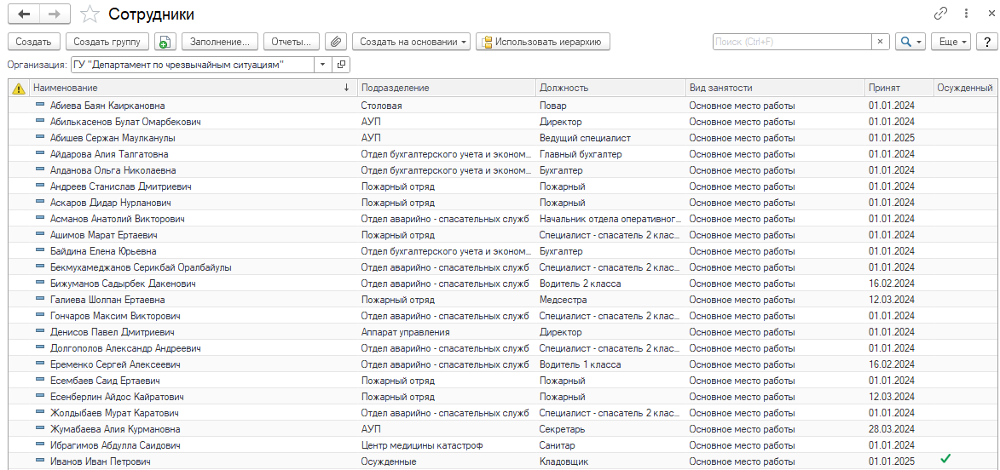 Сотрудники
Создать Создать группу Заполнение... Отчеты... Создать на основании Использовать иерархию Поиск (Ctrl+F) × Еще ?
Организация: ГУ "Департамент по чрезвычайным ситуациям"
Наименование ↓ Подразделение Должность Вид занятости Принят Осужденный
Абиева Баян Каиркановна Столовая Повар Основное место работы 01.01.2024
Абилькасенов Булат Омарбекович АУП Директор Основное место работы 01.01.2024
Абишев Сержан Маулканулы АУП Ведущий специалист Основное место работы 01.01.2025
Айдарова Алия Талгатовна Отдел бухгалтерского учета и эконом... Главный бухгалтер Основное место работы 01.01.2024
Алданова Ольга Николаевна Отдел бухгалтерского учета и эконом... Бухгалтер Основное место работы 01.01.2024
Андреев Станислав Дмитриевич Пожарный отряд Пожарный Основное место работы 01.01.2024
Аскаров Дидар Нурланович Пожарный отряд Пожарный Основное место работы 01.01.2024
Асманов Анатолий Викторович Отдел аварийно - спасательных служб Начальник отдела оперативног... Основное место работы 01.01.2024
Ашимов Марат Ертаевич Пожарный отряд Специалист - спасатель 2 клас... Основное место работы 01.01.2024
Байдина Елена Юрьевна Отдел бухгалтерского учета и эконом... Бухгалтер Основное место работы 01.01.2024
Бекмухамеджанов Серикбай Оралбайулы Отдел аварийно - спасательных служб Специалист - спасатель 2 клас... Основное место работы 01.01.2024
Бижуманов Садырбек Дакенович Отдел аварийно - спасательных служб Водитель 2 класса Основное место работы 16.02.2024
Галиева Шолпан Ертаевна Пожарный отряд Медсестра Основное место работы 12.03.2024
Гончаров Максим Викторович Отдел аварийно - спасательных служб Специалист - спасатель 2 клас... Основное место работы 01.01.2024
Денисов Павел Дмитриевич Аппарат управления Директор Основное место работы 01.01.2024
Долгополов Александр Андреевич Отдел аварийно - спасательных служб Специалист - спасатель 2 клас... Основное место работы 01.01.2024
Еременко Сергей Алексеевич Отдел аварийно - спасательных служб Водитель 1 класса Основное место работы 16.02.2024
Есембаев Саид Ертаевич Пожарный отряд Пожарный Основное место работы 01.01.2024
Есенберлин Айдос Кайратович Пожарный отряд Пожарный Основное место работы 12.03.2024
Жолдыбаев Мурат Каратович Отдел аварийно - спасательных служб Специалист - спасатель 2 клас... Основное место работы 01.01.2024
Жумабаева Алия Курмановна АУП Секретарь Основное место работы 28.03.2024
Ибрагимов Абдулла Саидович Центр медицины катастроф Санитар Основное место работы 01.01.2024
Иванов Иван Петрович Осужденные Кладовщик Основное место работы 01.01.2025